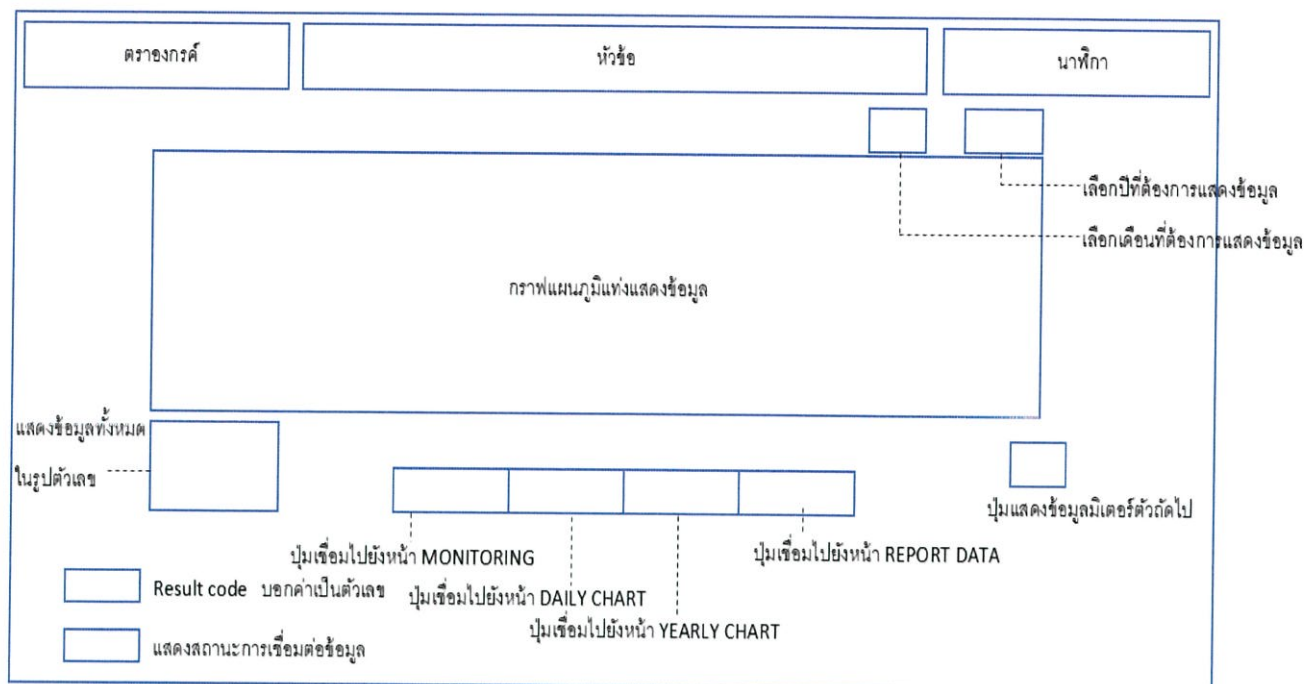 ตราองกรค์
หัวข้อ
นาฬิกา
เลือกปีที่ต้องการแสดงข้อมูล
เลือกเดือนที่ต้องการแสดงข้อมูล
กราฟแผนภูมิแท่งแสดงข้อมูล
แสดงข้อมูลทั้งหมด
ในรูปตัวเลข
ปุ่มแสดงข้อมูลมิเตอร์ตัวถัดไป
ปุ่มเชื่อมไปยังหน้า MONITORING
ปุ่มเชื่อมไปยังหน้า REPORT DATA
Result code บอกค่าเป็นตัวเลข
ปุ่มเชื่อมไปยังหน้า DAILY CHART
ปุ่มเชื่อมไปยังหน้า YEARLY CHART
แสดงสถานะการเชื่อมต่อข้อมูล